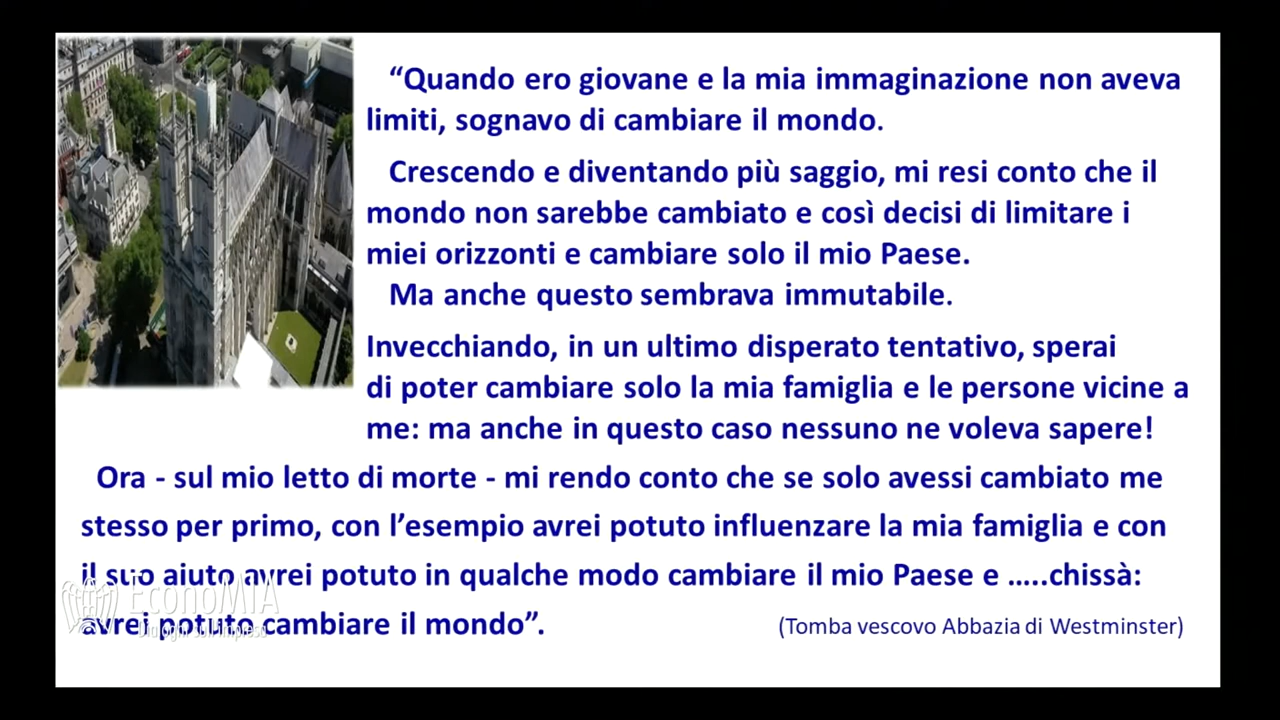 “Quando ero giovane e la mia immaginazione non aveva
limiti, sognavo di cambiare il mondo.
Crescendo e diventando più saggio, mi resi conto che il
mondo non sarebbe cambiato e così decisi di limitare i
miei orizzonti e cambiare solo il mio Paese.
Ma anche questo sembrava immutabile.
Invecchiando, in un ultimo disperato tentativo, sperai
di poter cambiare solo la mia famiglia e le persone vicine a
me: ma anche in questo caso nessuno ne voleva sapere!
Ora - sul mio letto di morte - mi rendo conto che se solo avessi cambiato me
stesso per primo, con l’esempio avrei potuto influenzare la mia famiglia e con
il suo aiuto avrei potuto in qualche modo cambiare il mio Paese e …..chissà:
avrei potuto cambiare il mondo”.
(Tomba vescovo Abbazia di Westminster)
EconoMIA
Dialoghi sull'impresa